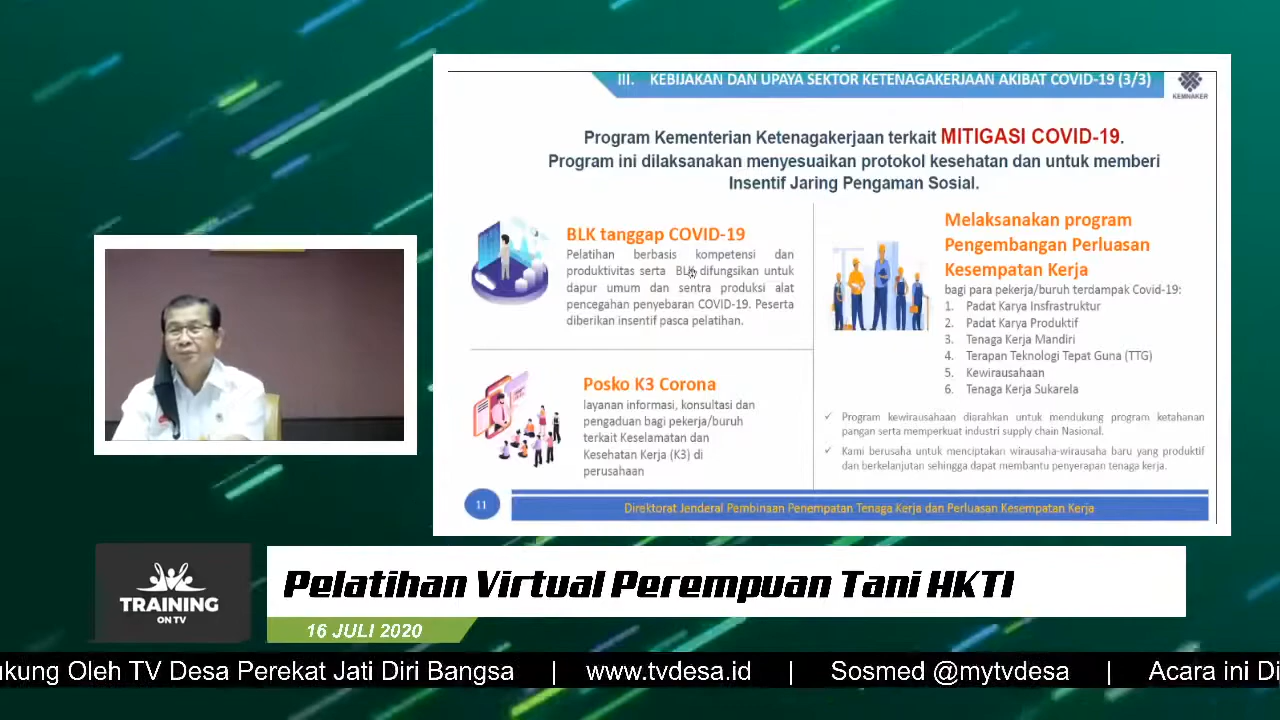 III. KEBIJAKAN DAN UPAYA SEKTOR KETENAGAKERJAAN AKIBAT COVID-19 (3/3)
KEMNAKER
Program Kementerian Ketenagakerjaan terkait MITIGASI COVID-19.
Program ini dilaksanakan menyesuaikan protokol kesehatan dan untuk memberi
Insentif Jaring Pengaman Sosial.
BLK tanggap COVID-19
Pelatihan berbasis kompetensi dan
produktivitas serta BLK difungsikan untuk
dapur umum dan sentra produksi alat
pencegahan penyebaran COVID-19. Peserta
diberikan insentif pasca pelatihan.
Posko K3 Corona
layanan informasi, konsultasi dan
pengaduan bagi pekerja/buruh
terkait Keselamatan dan
Kesehatan Kerja (K3) di
perusahaan
Melaksanakan program
Pengembangan Perluasan
Kesempatan Kerja
bagi para pekerja/buruh terdampak Covid-19:
1. Padat Karya Insfrastruktur
2. Padat Karya Produktif
3. Tenaga Kerja Mandiri
4. Terapan Teknologi Tepat Guna (TTG)
5. Kewirausahaan
6. Tenaga Kerja Sukarela
✓ Program kewirausahaan diarahkan untuk mendukung program ketahanan
pangan serta memperkuat industri supply chain Nasional.
✓ Kami berusaha untuk menciptakan wirausaha-wirausaha baru yang produktif
dan berkelanjutan sehingga dapat membantu penyerapan tenaga kerja.
11
Direktorat Jenderal Pembinaan Penempatan Tenaga Kerja dan Perluasan Kesempatan Kerja
TRAINING
ON TV
Pelatihan Virtual Perempuan Tani HKTI
16 JULI 2020
ukung Oleh TV Desa Perekat Jati Diri Bangsa | www.tvdesa.id | Sosmed @mytvdesa | Acara ini Di